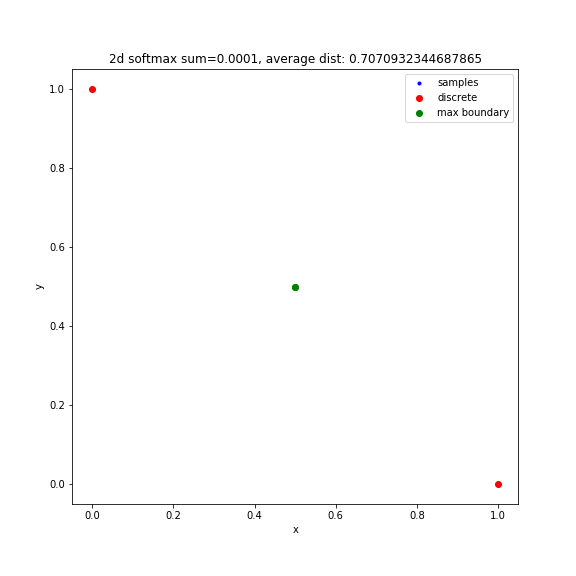 2d softmax sum=0.0001, average dist: 0.7070932344687865
samples
discrete
max boundary
1.0
0.8
0.6
0.4
0.2
0.0
y
0.0 0.2 0.4 0.6 0.8 1.0
x